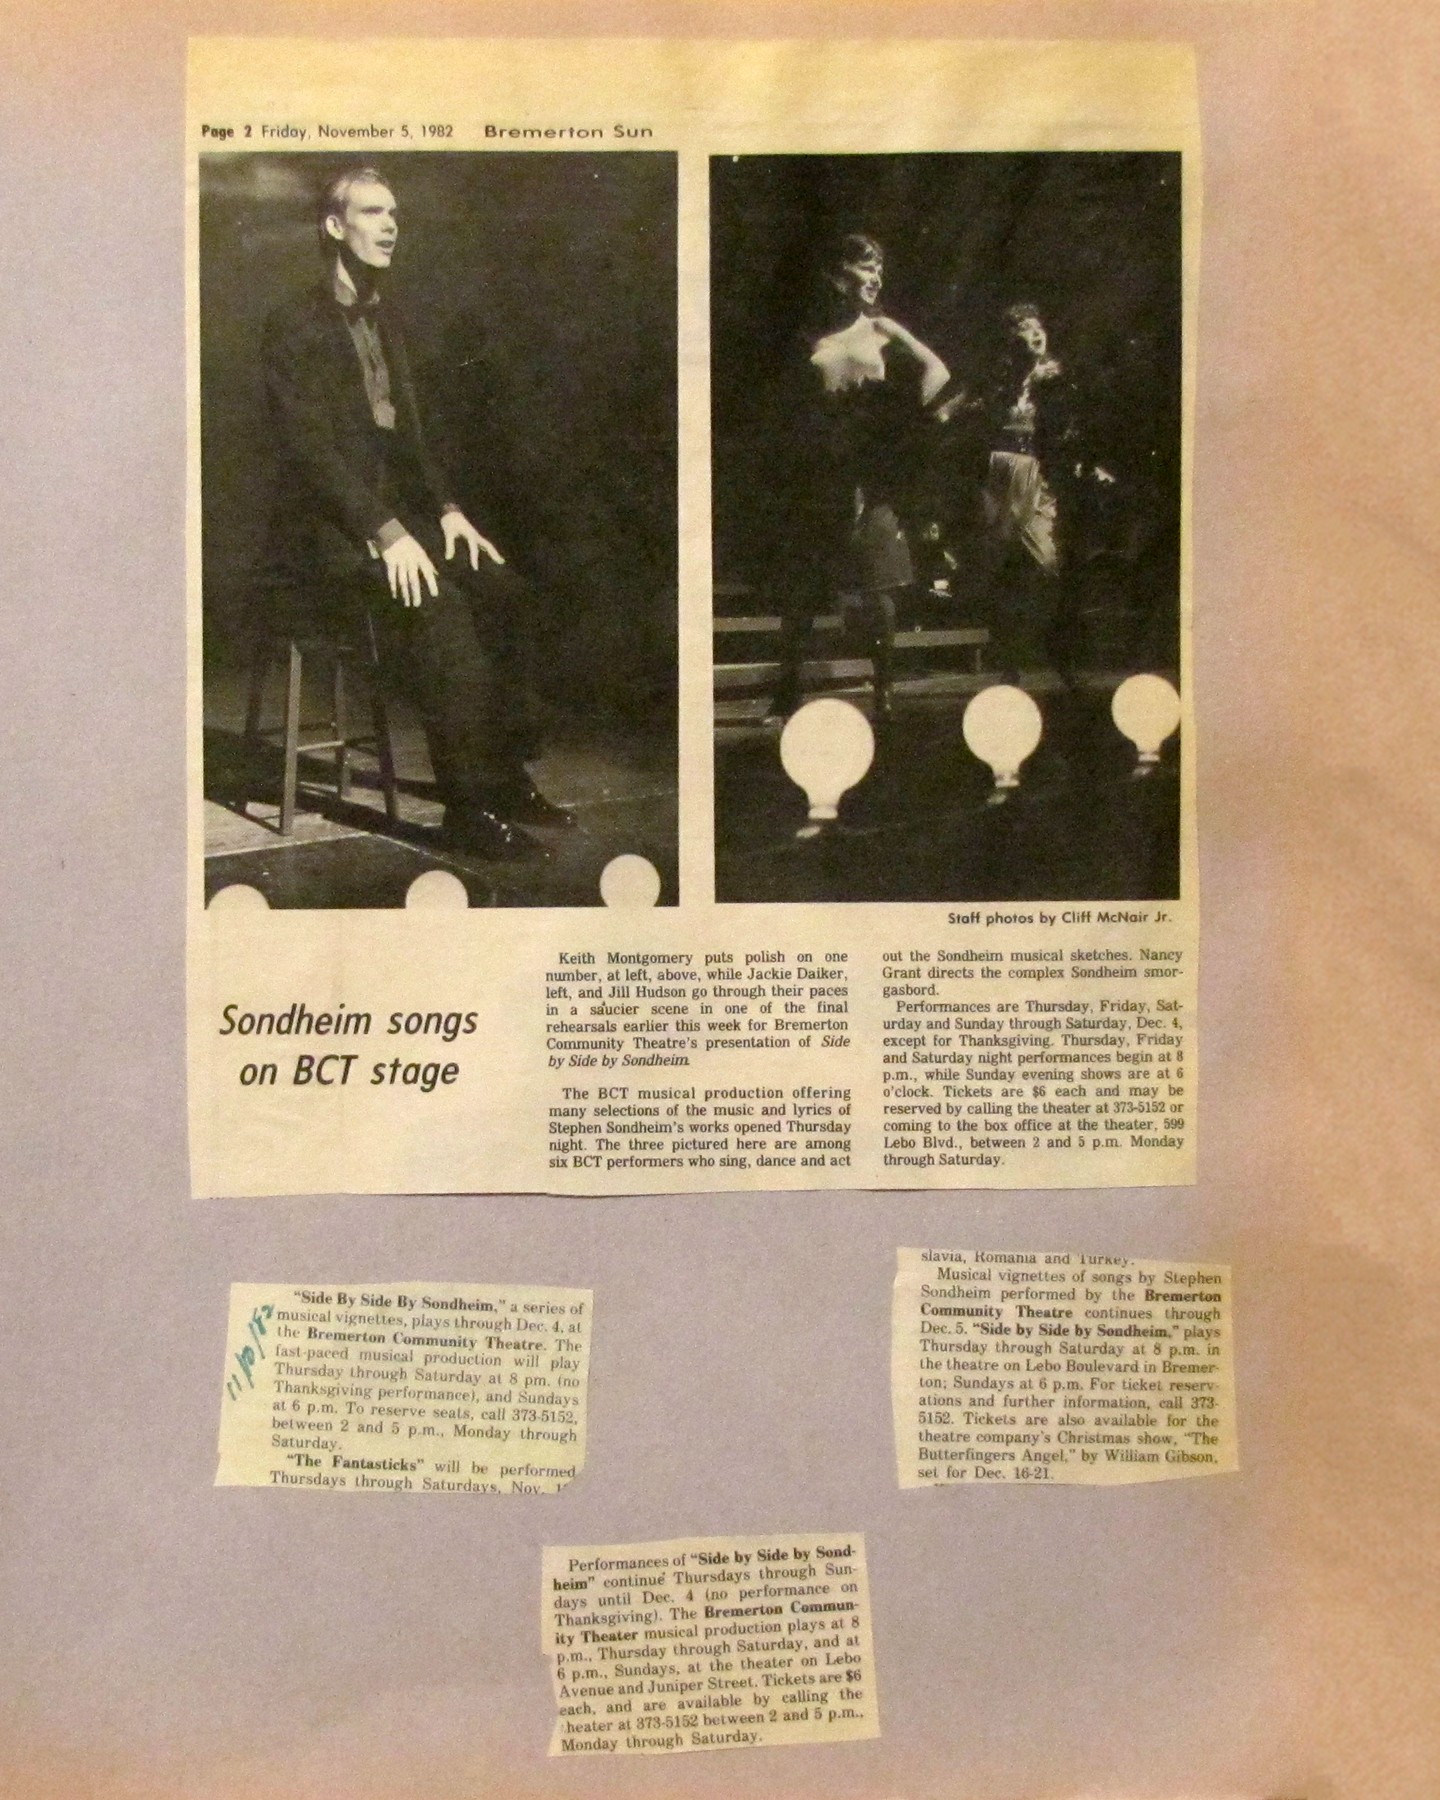 Page 2 Friday, November 5, 1982 Bremerton Sun
Staff photos by Cliff McNair Jr.
Sondheim songs
on BCT stage
Keith Montgomery puts polish on one
number, at left, above, while Jackie Daiker,
left, and Jill Hudson go through their paces
in a saucier scene in one of the final
rehearsals earlier this week for Bremerton
Community Theatre's presentation of Side
by Side by Sondheim.
The BCT musical production offering
many selections of the music and lyrics of
Stephen Sondheim's works opened Thursday
night. The three pictured here are among
six BCT performers who sing, dance and act
out the Sondheim musical sketches. Nancy
Grant directs the complex Sondheim smor-
gasbord.
Performances are Thursday, Friday, Sat-
urday and Sunday through Saturday, Dec. 4,
except for Thanksgiving. Thursday, Friday
and Saturday night performances begin at 8
p.m., while Sunday evening shows are at 6
o'clock. Tickets are $6 each and may be
reserved by calling the theater at 373-5152 or
coming to the box office at the theater, 599
Lebo Blvd., between 2 and 5 p.m. Monday
through Saturday.
11/10/82
"Side By Side By Sondheim," a series of
musical vignettes, plays through Dec. 4, at
the Bremerton Community Theatre. The
fast-paced musical production will play
Thursday through Saturday at 8 pm. (no
Thanksgiving performance), and Sundays
at 6 p.m. To reserve seats, call 373-5152,
between 2 and 5 p.m., Monday through
Saturday.
"The Fantasticks" will be performed
Thursdays through Saturdays, Nov.
slavia, Romania and Turkey.
Musical vignettes of songs by Stephen
Sondheim performed by the Bremerton
Community Theatre continues through
Dec. 5. "Side by Side by Sondheim," plays
Thursday through Saturday at 8 p.m. in
the theatre on Lebo Boulevard in Bremer-
ton; Sundays at 6 p.m. For ticket reserv-
ations and further information, call 373-
5152. Tickets are also available for the
theatre company's Christmas show, "The
Butterfingers Angel," by William Gibson,
set for Dec. 16-21.
Performances of "Side by Side by Sond-
heim" continue Thursdays through Sun-
days until Dec. 4 (no performance on
Thanksgiving). The Bremerton Commun-
ity Theater musical production plays at 8
p.m., Thursday through Saturday, and at
6 p.m., Sundays, at the theater on Lebo
Avenue and Juniper Street. Tickets are $6
each, and are available by calling the
heater at 373-5152 between 2 and 5 p.m.,
Monday through Saturday.